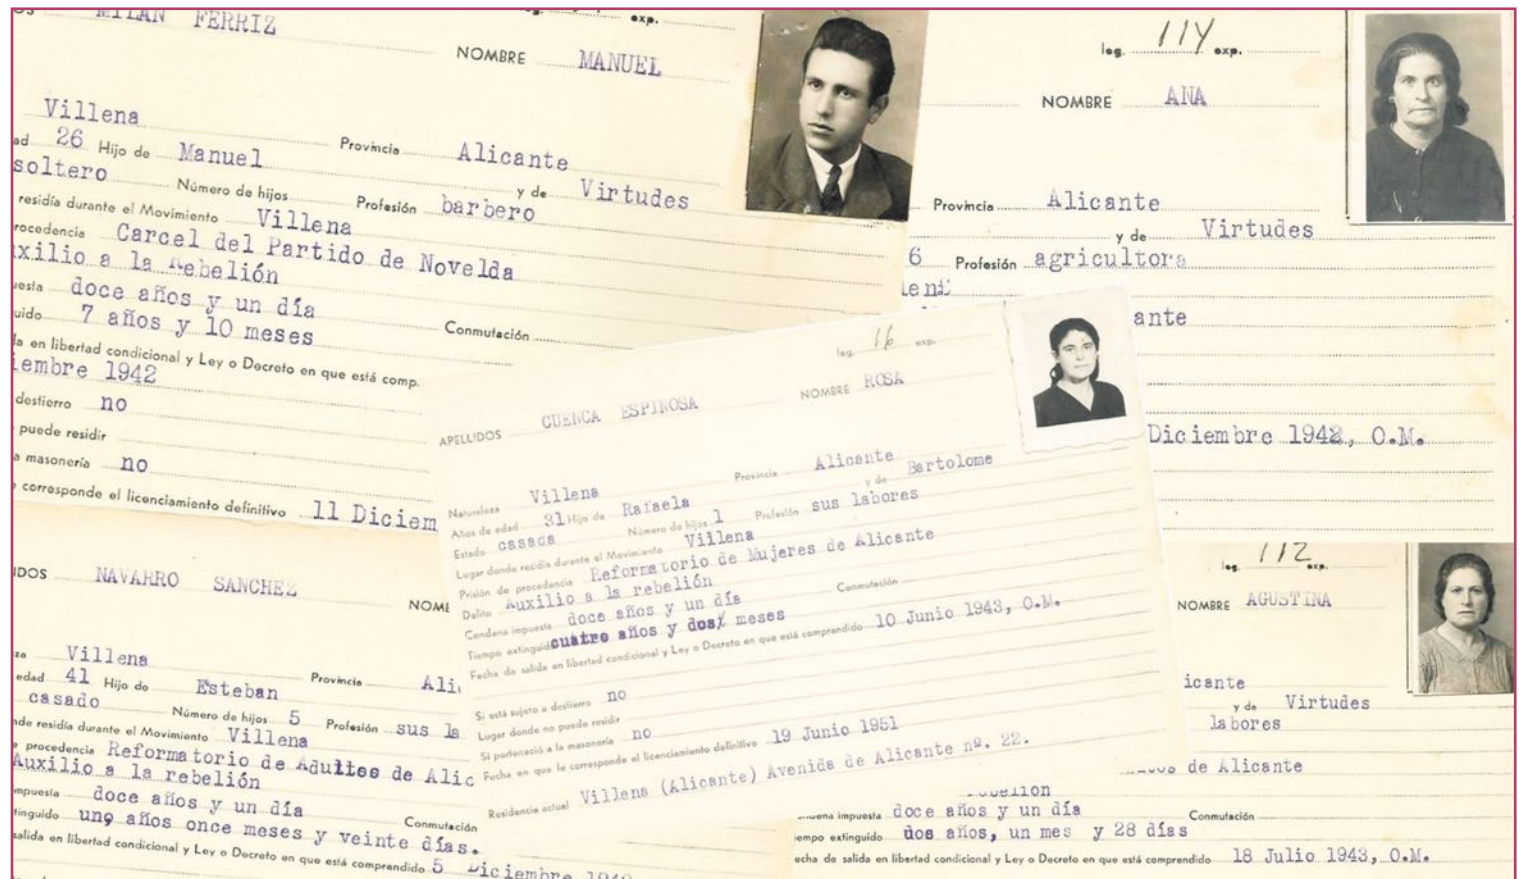 MILAN FERRIZ
exp.
NOMBRE MANUEL
Villena Provincia Alicante
26 Hijo de Manuel y de Virtudes
soltero Número de hijos Profesión barbero
residía durante el Movimiento Villena
procedencia Carcel del Partido de Novelda
auxilio a la rebelión
doce años y un día
7 años y 10 meses Conmutación
en libertad condicional y Ley o Decreto en que está comp.
iembre 1942
destierro no
puede residir
masonería no
corresponde el licenciamiento definitivo 11 Diciem
leg. 114 exp.
NOMBRE ANA
Provincia Alicante
y de Virtudes
6 Profesión agricultora
ante
Diciembre 1942, O.M.
leg. 16 exp.
APELLIDOS CUENCA ESPINOSA NOMBRE ROSA
Naturaleza Villena Provincia Alicante
Años de edad 31 Hijo de Rafaela y de Bartolome
Estado casada Número de hijos 1 Profesión sus labores
Lugar donde residía durante el Movimiento Villena
Prisión de procedencia Reformatorio de Mujeres de Alicante
Delito Auxilio a la rebelión
Condena impuesta doce años y un día Conmutación
Tiempo extinguido cuatro años y dos meses
Fecha de salida en libertad condicional y Ley o Decreto en que está comprendido 10 Junio 1943, O.M.
Si está sujeto a destierro no
Lugar donde no puede residir
Si perteneció a la masonería no
Fecha en que le corresponde el licenciamiento definitivo 19 Junio 1951
Residencia actual Villena (Alicante) Avenida de Alicante nº. 22.
IDOS NAVARRO SANCHEZ NOME
Villena Provincia Ali
edad 41 Hijo de Esteban
casado Número de hijos 5 Profesión sus la
residía durante el Movimiento Villena
procedencia Reformatorio de Adultos de Alic
Auxilio a la rebelión
impuesta doce años y un día Conmutación
uno años once meses y veinte días.
salida en libertad condicional y Ley o Decreto en que está comprendido 5 Diciembre
leg. 112 exp.
NOMBRE AGUSTINA
icante
y de Virtudes
labores
de Alicante
impuesta doce años y un día Conmutación
empo extinguido dos años, un mes y 28 días
echa de salida en libertad condicional y Ley o Decreto en que está comprendido 18 Julio 1943, O.M.